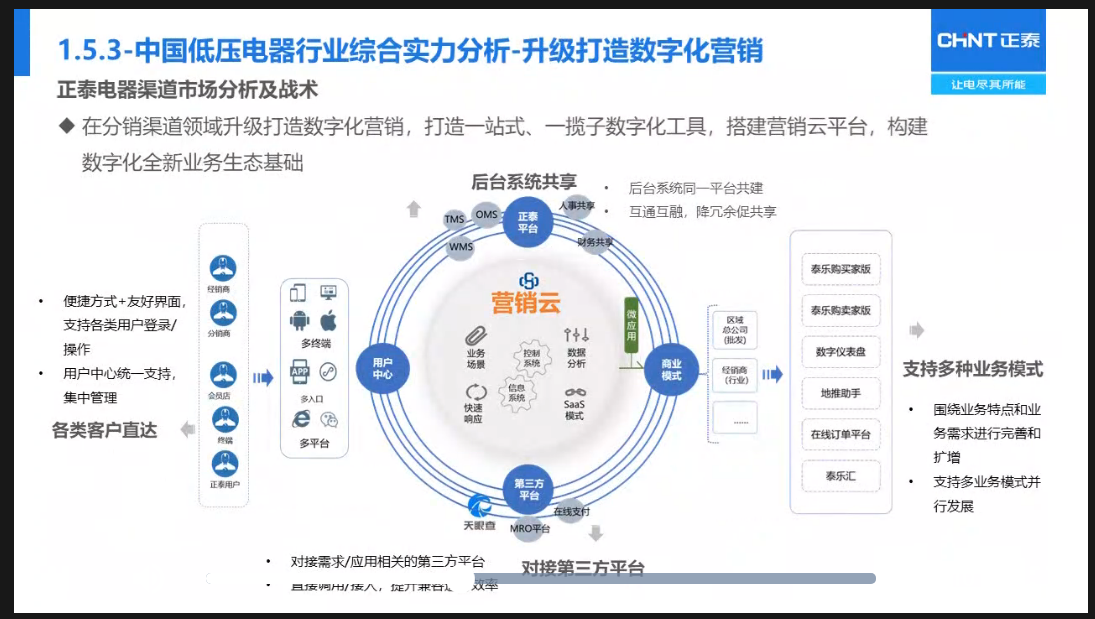 1.5.3-中国低压电器行业综合实力分析-升级打造数字化营销
CHNT 正泰
让电尽其所能
正泰电器渠道市场分析及战术
◆ 在分销渠道领域升级打造数字化营销，打造一站式、一揽子数字化工具，搭建营销云平台，构建
数字化全新业务生态基础
后台系统共享
• 后台系统同一平台共建
• 互通互融，降冗余促共享
TMS
OMS
WMS
正泰
平台
人事共享
财务共享
• 便捷方式+友好界面，
支持各类用户登录/
操作
• 用户中心统一支持，
集中管理
各类客户直达
经销商
分销商
会员店
终端
正泰用户
多终端
APP
多入口
多平台
用户
中心
营销云
微应用
业务
场景
控制
系统
数据
分析
信息
系统
快速
响应
SaaS
模式
商业
模式
区域
总公司
(批发)
经销商
(行业)
......
泰乐购买家版
泰乐购卖家版
数字仪表盘
地推助手
在线订单平台
泰乐汇
支持多种业务模式
• 围绕业务特点和业
务需求进行完善和
扩增
• 支持多业务模式并
行发展
第三方
平台
天眼查
MRO平台
在线支付
• 对接需求/应用相关的第三方平台
对接第三方平台
• 直接调用/接入，提升兼容
效率